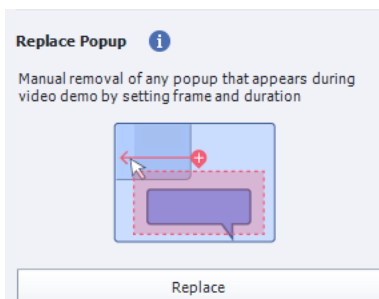 Replace Popup
Manual removal of any popup that appears during
video demo by setting frame and duration
Replace